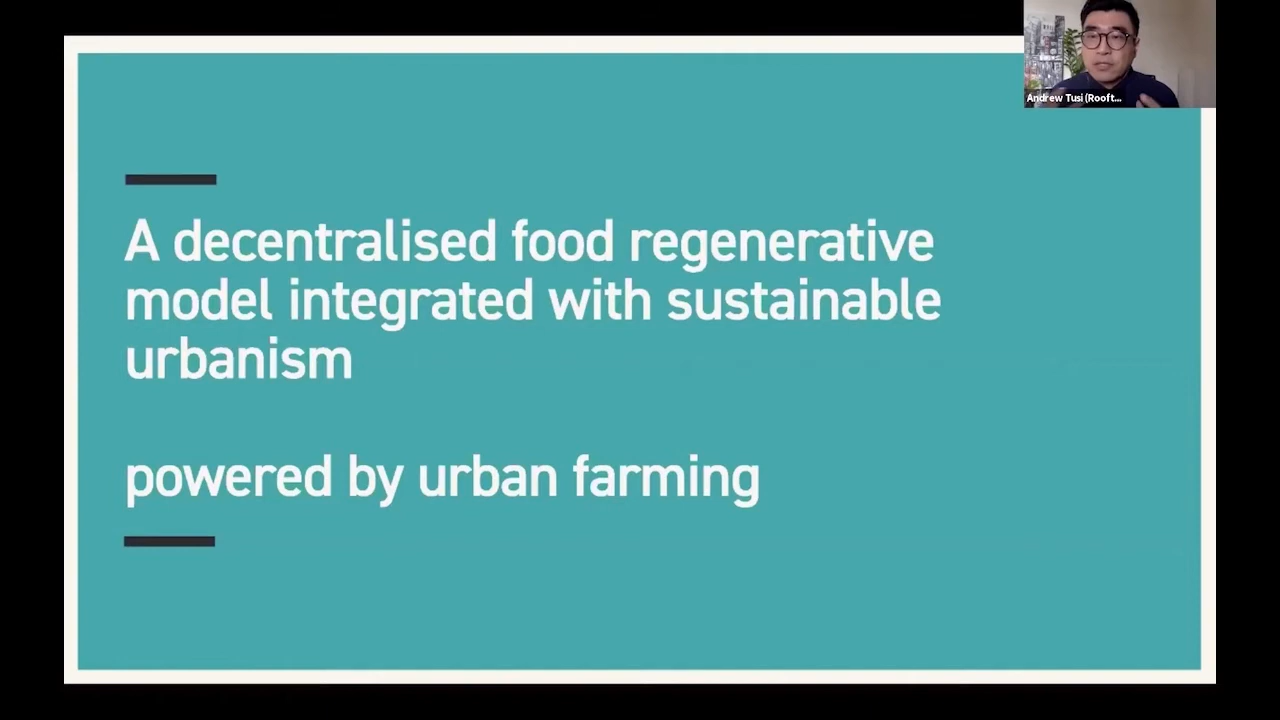 Andrew Tusi (Rooft...
A decentralised food regenerative
model integrated with sustainable
urbanism
powered by urban farming